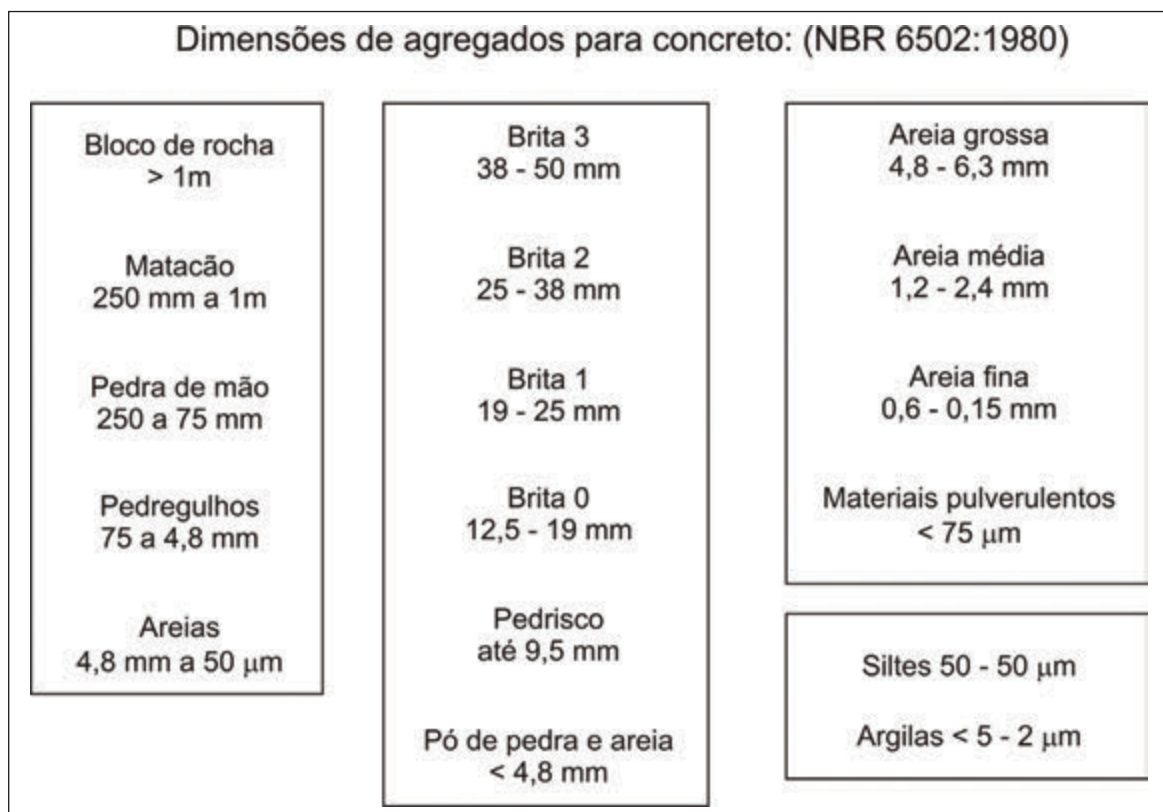 Dimensões de agregados para concreto: (NBR 6502:1980)
Bloco de rocha
> 1m
Matacão
250 mm a 1m
Pedra de mão
250 a 75 mm
Pedregulhos
75 a 4,8 mm
Areias
4,8 mm a 50 μm
Brita 3
38 - 50 mm
Brita 2
25 - 38 mm
Brita 1
19 - 25 mm
Brita 0
12,5 - 19 mm
Pedrisco
até 9,5 mm
Pó de pedra e areia
< 4,8 mm
Areia grossa
4,8 - 6,3 mm
Areia média
1,2 - 2,4 mm
Areia fina
0,6 - 0,15 mm
Materiais pulverulentos
< 75 μm
Siltes 50 - 50 μm
Argilas < 5 - 2 μm